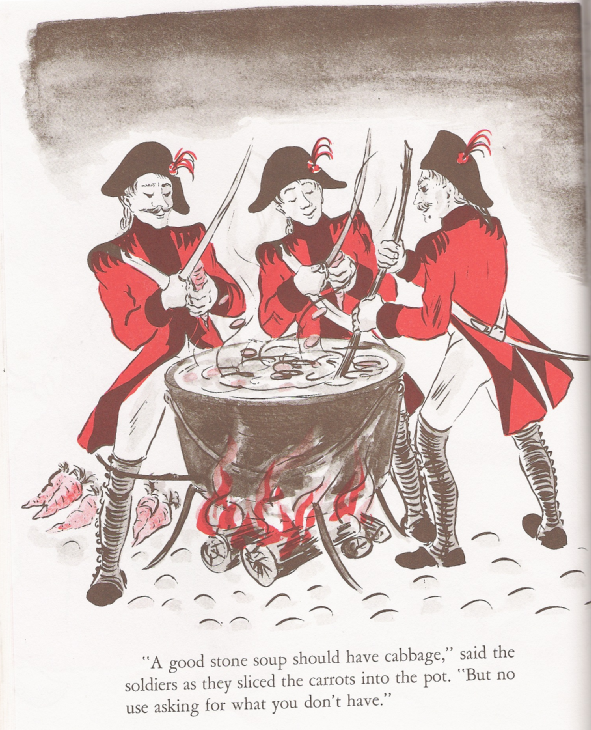 "A good stone soup should have cabbage," said the
soldiers as they sliced the carrots into the pot. "But no
use asking for what you don't have."